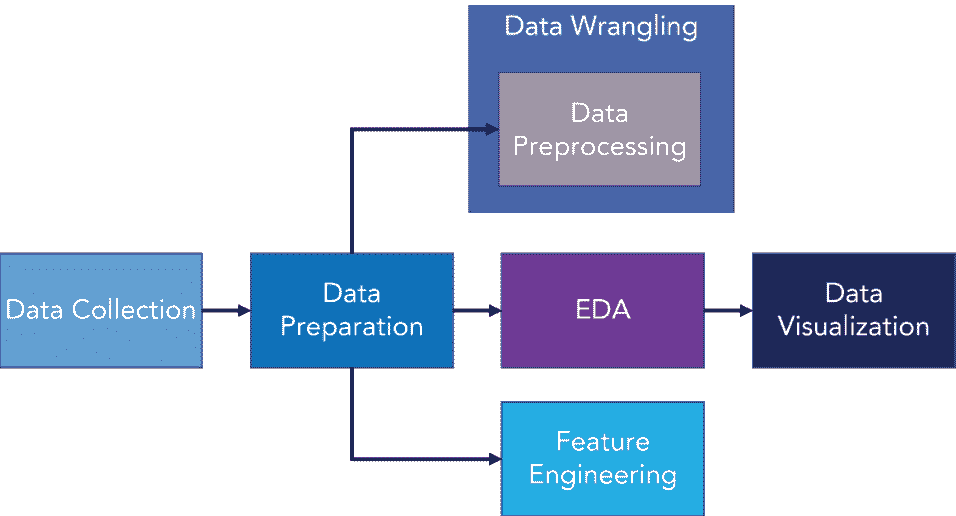 Data Wrangling
Data
Preprocessing
Data Collection
Data
Preparation
EDA
Data
Visualization
Feature
Engineering